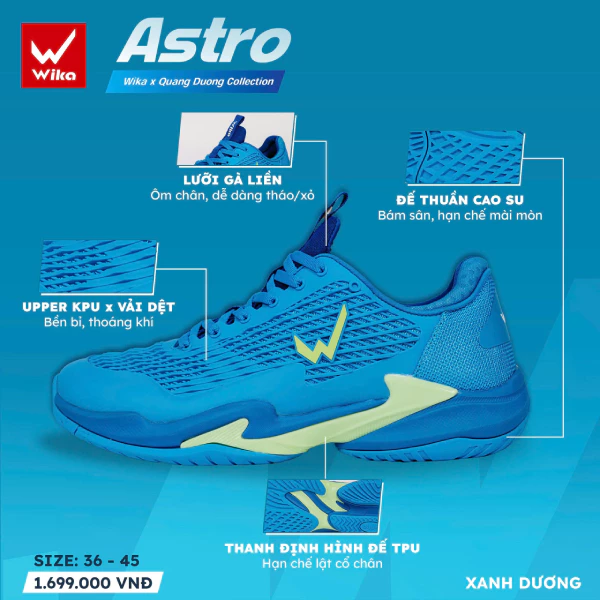 Wika
Astro
Wika x Quang Duong Collection
LƯỠI GÀ LIỀN
Ôm chân, dễ dàng tháo/xỏ
ĐẾ THUẦN CAO SU
Bám sân, hạn chế mài mòn
UPPER KPU x VẢI DỆT
Bền bỉ, thoáng khí
THANH ĐỊNH HÌNH ĐẾ TPU
Hạn chế lật cổ chân
SIZE: 36 - 45
1.699.000 VNĐ
XANH DƯƠNG